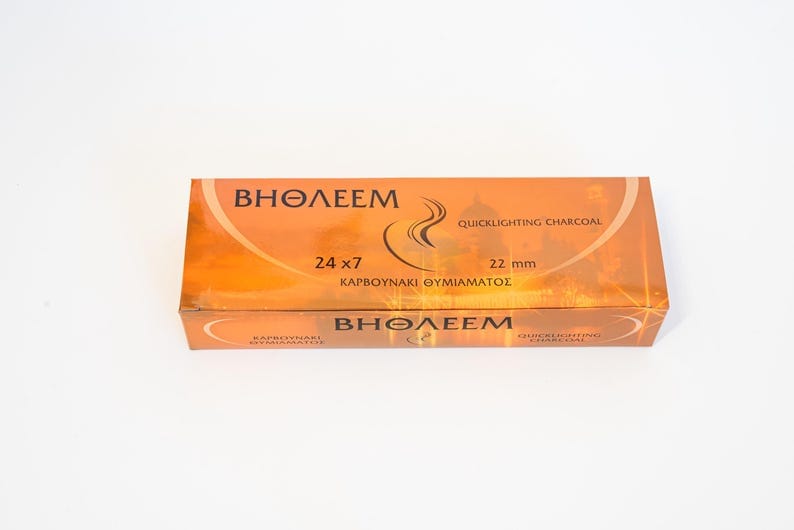 ΒΗΘΛΕΕΜ
QUICKLIGHTING CHARCOAL
24 x7
22 mm
ΚΑΡΒΟΥΝΑΚΙ ΘΥΜΙΑΜΑΤΟΣ
ΒΗΘΛΕΕΜ
ΚΑΡΒΟΥΝΑΚΙ
ΘΥΜΙΑΜΑΤΟΣ
QUICKLIGHTING
CHARCOAL